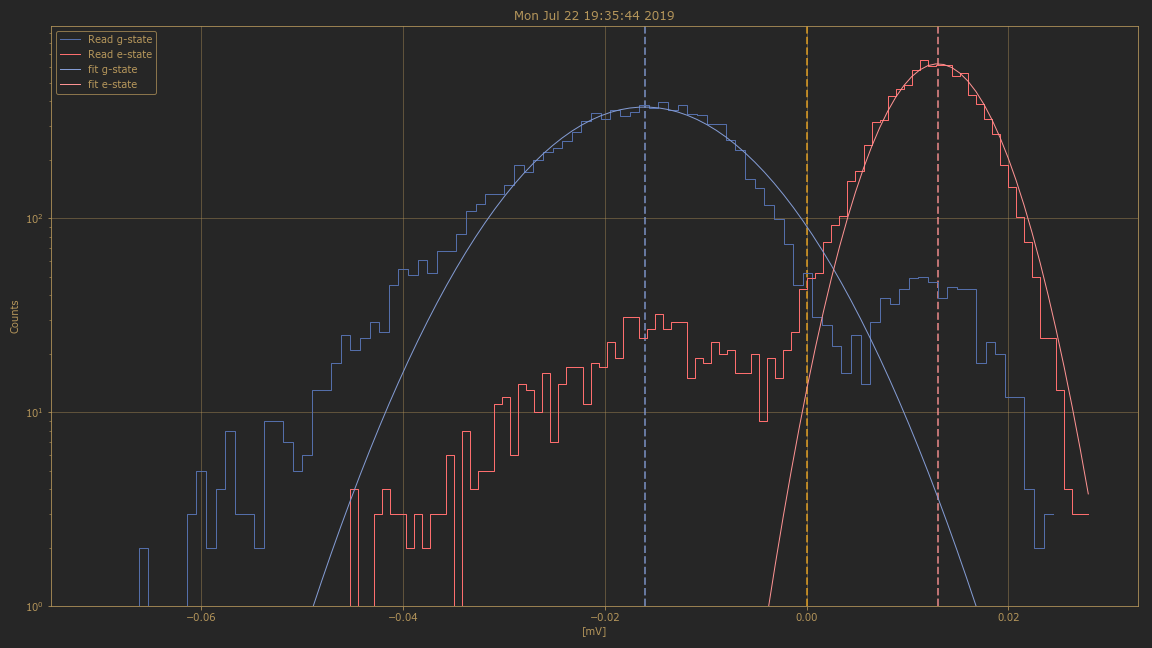 Mon Jul 22 19:35:44 2019
Read g-state
Read e-state
fit g-state
fit e-state
Counts
10²
10¹
10⁰
−0.06
−0.04
−0.02
0.00
0.02
[mV]